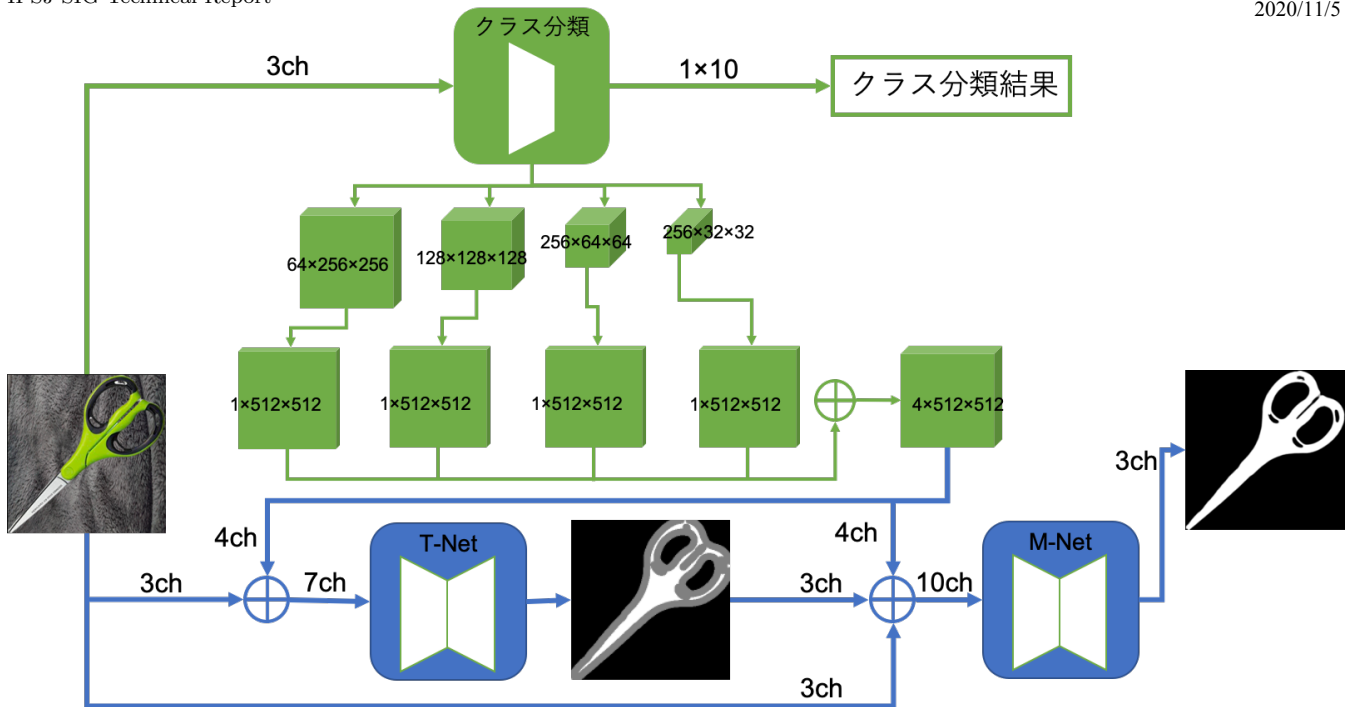 IPSJ SIG Technical Report
2020/11/5
クラス分類
3ch
1×10
クラス分類結果
64×256×256
128×128×128
256×64×64
256×32×32
1×512×512
1×512×512
1×512×512
1×512×512
4×512×512
3ch
4ch
T-Net
4ch
M-Net
3ch
7ch
3ch
10ch
3ch